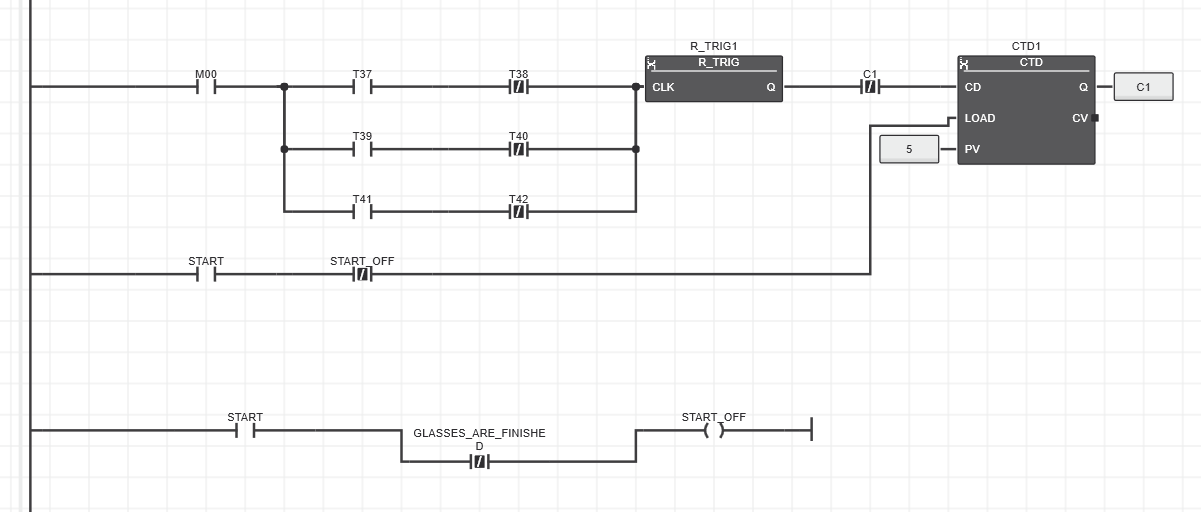 R_TRIG1
CTD1
R_TRIG
CTD
M00
T37
T38
C1
CLK
Q
CD
Q
C1
LOAD
CV
T39
T40
5
PV
T41
T42
START
START_OFF
START
START_OFF
GLASSES_ARE_FINISHE
D